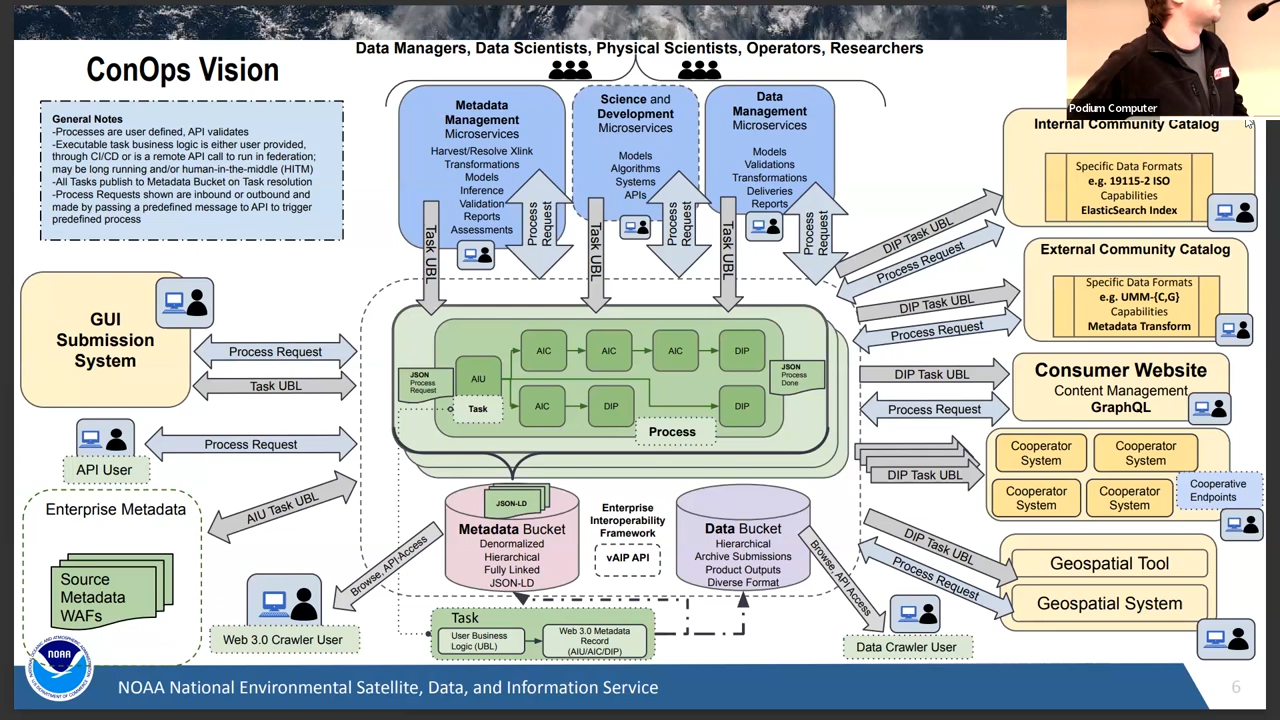 Data Managers, Data Scientists, Physical Scientists, Operators, Researchers
ConOps Vision
General Notes
-Processes are user defined, API validates
-Executable task business logic is either user provided,
through CI/CD or is a remote API call to run in federation;
may be long running and/or human-in-the-middle (HITM)
-All Tasks publish to Metadata Bucket on Task resolution
-Process Requests shown are inbound or outbound and
made by passing a predefined message to API to trigger
predefined process
Metadata
Management
Microservices
Harvest/Resolve Xlink
Transformations
Models
Inference
Validation
Reports
Assessments
Science and
Development
Microservices
Models
Algorithms
Systems
APIs
Data
Management
Microservices
Models
Validations
Transformations
Deliveries
Reports
Task UBL
Process
Request
Task UBL
Process
Request
Task UBL
Process
Request
Podium Computer
Internal Community Catalog
Specific Data Formats
e.g. 19115-2 ISO
Capabilities
ElasticSearch Index
DIP Task UBL
Process Request
External Community Catalog
Specific Data Formats
e.g. UMM-{C,G}
Capabilities
Metadata Transform
DIP Task UBL
Process Request
GUI
Submission
System
Process Request
Task UBL
API User
Process Request
Enterprise Metadata
Source
Metadata
WAFs
AIU Task UBL
JSON
Process
Request
AIU
Task
AIC
AIC
AIC
DIP
AIC
DIP
DIP
JSON
Process
Done
Process
DIP Task UBL
Process Request
Consumer Website
Content Management
GraphQL
DIP Task UBL
Cooperator
System
Cooperator
System
Cooperator
System
Cooperator
System
Cooperative
Endpoints
DIP Task UBL
Process Request
Geospatial Tool
Geospatial System
JSON-LD
Metadata Bucket
Denormalized
Hierarchical
Fully Linked
JSON-LD
Enterprise
Interoperability
Framework
vAIP API
Data Bucket
Hierarchical
Archive Submissions
Product Outputs
Diverse Format
Browse, API Access
Web 3.0 Crawler User
Browse, API Access
Data Crawler User
Task
User Business
Logic (UBL)
Web 3.0 Metadata
Record
(AIU/AIC/DIP)
NOAA
NOAA National Environmental Satellite, Data, and Information Service
6